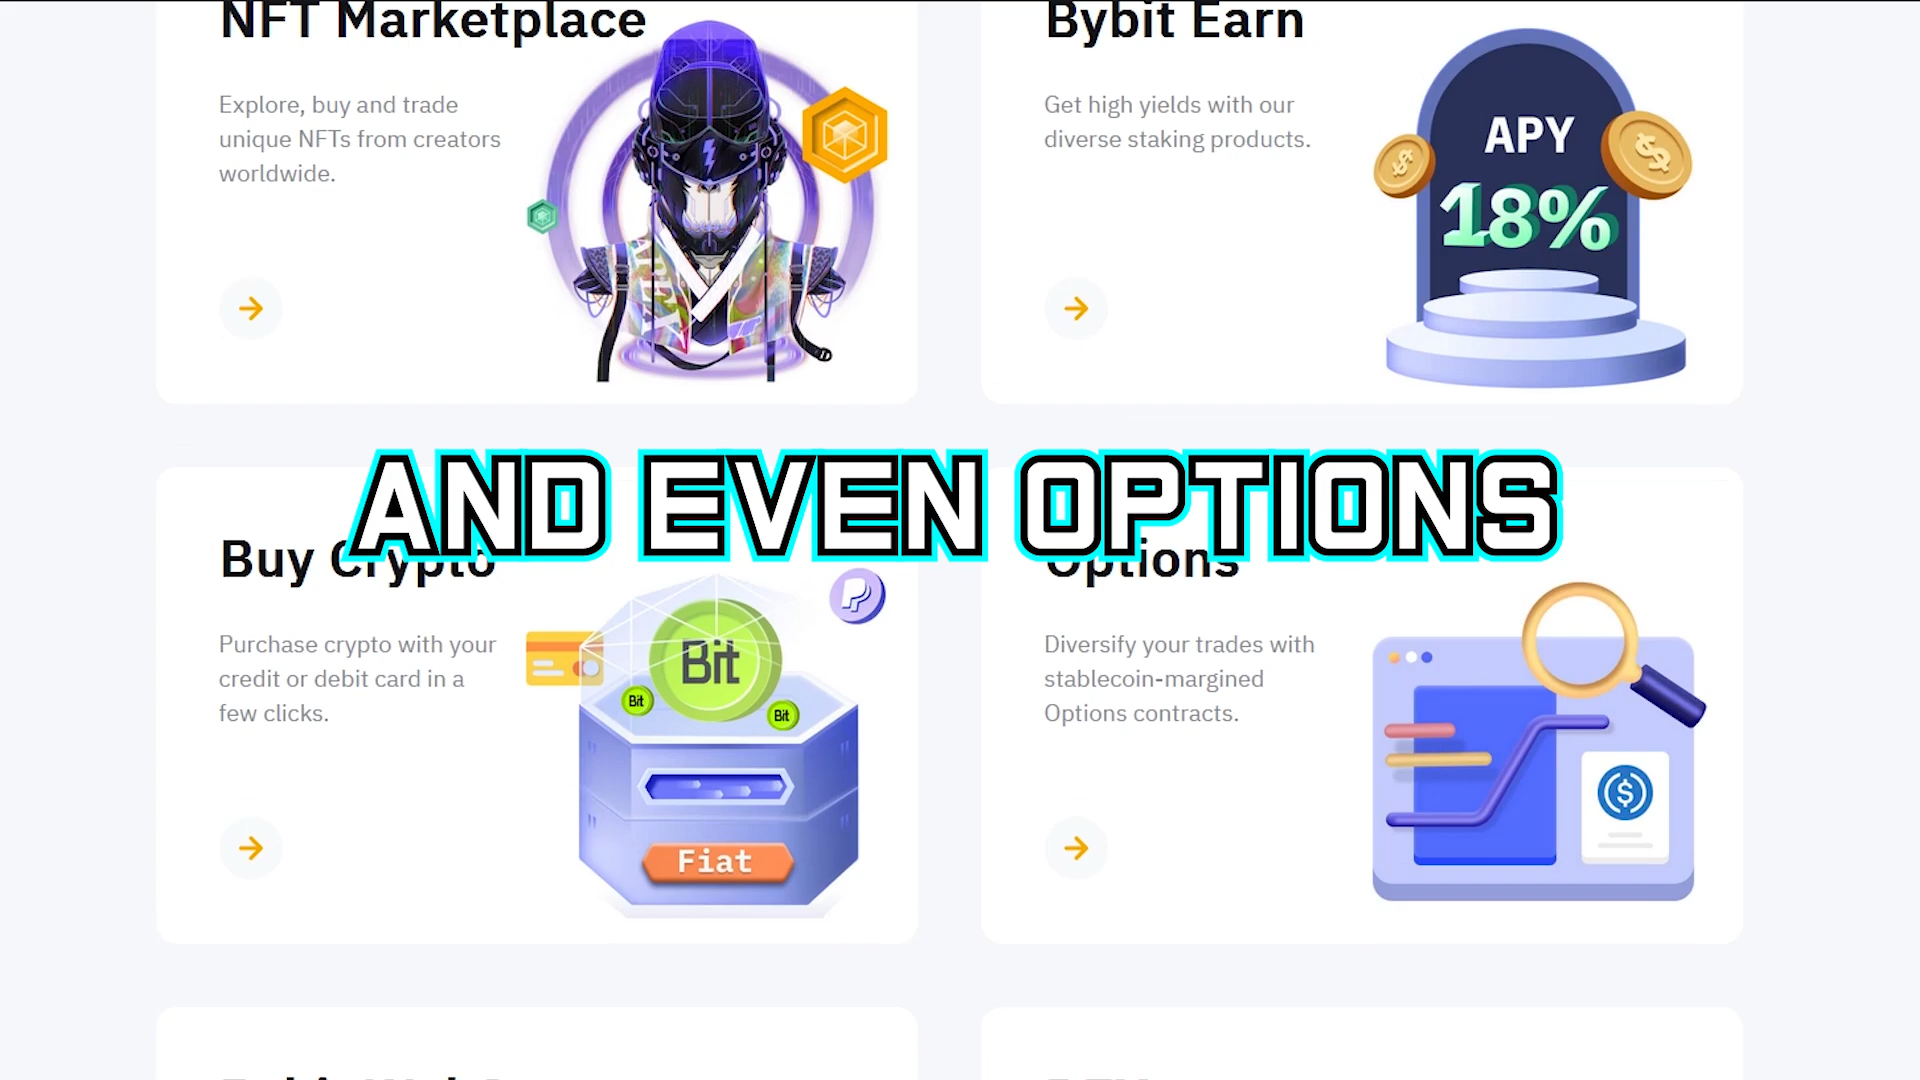 NFT Marketplace
Explore, buy and trade
unique NFTs from creators
worldwide.
Bybit Earn
Get high yields with our
diverse staking products.
APY
18%
AND EVEN OPTIONS
Buy Crypto
Purchase crypto with your
credit or debit card in a
few clicks.
Bit
Bit
Bit
Fiat
Options
Diversify your trades with
stablecoin-margined
Options contracts.